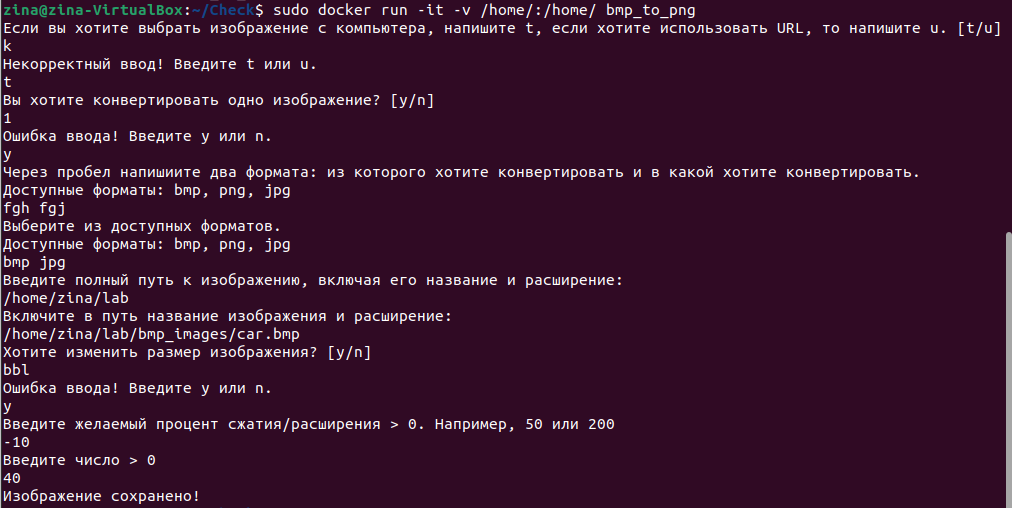 zina@zina-VirtualBox:~/Check$ sudo docker run -it -v /home/:/home/ bmp_to_png
Если вы хотите выбрать изображение с компьютера, напишите t, если хотите использовать URL, то напишите u. [t/u]
k
Некорректный ввод! Введите t или u.
t
Вы хотите конвертировать одно изображение? [y/n]
1
Ошибка ввода! Введите y или n.
y
Через пробел напишиите два формата: из которого хотите конвертировать и в какой хотите конвертировать.
Доступные форматы: bmp, png, jpg
fgh fgj
Выберите из доступных форматов.
Доступные форматы: bmp, png, jpg
bmp jpg
Введите полный путь к изображению, включая его название и расширение:
/home/zina/lab
Включите в путь название изображения и расширение:
/home/zina/lab/bmp_images/car.bmp
Хотите изменить размер изображения? [y/n]
bbl
Ошибка ввода! Введите y или n.
y
Введите желаемый процент сжатия/расширения > 0. Например, 50 или 200
-10
Введите число > 0
40
Изображение сохранено!